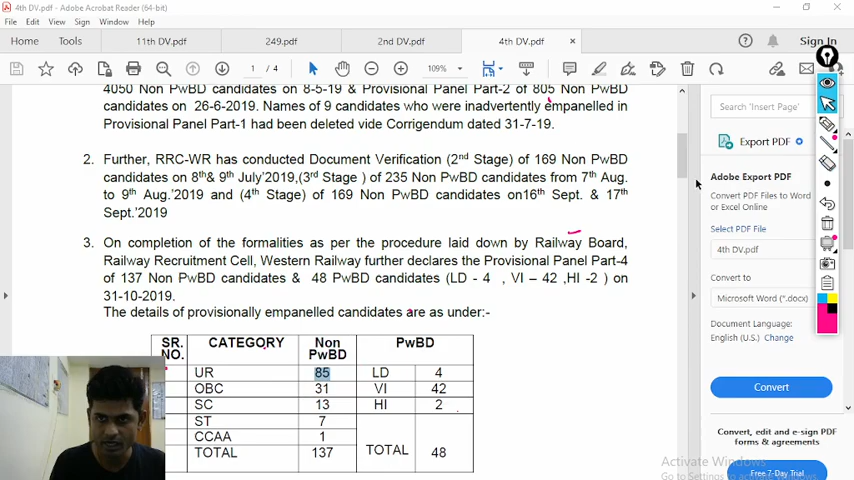 4th DV.pdf - Adobe Acrobat Reader (64-bit)
File Edit View Sign Window Help
Home Tools 11th DV.pdf 249.pdf 2nd DV.pdf 4th DV.pdf × Sign In
1 / 4 109%
4050 Non PwBD candidates on 8-5-19 & Provisional Panel Part-2 of 805 Non PwBD
candidates on 26-6-2019. Names of 9 candidates who were inadvertently empanelled in
Provisional Panel Part-1 had been deleted vide Corrigendum dated 31-7-19.
2. Further, RRC-WR has conducted Document Verification (2nd Stage) of 169 Non PwBD
candidates on 8th& 9th July'2019,(3rd Stage ) of 235 Non PwBD candidates from 7th Aug.
to 9th Aug.'2019 and (4th Stage) of 169 Non PwBD candidates on16th Sept. & 17th
Sept.'2019
3. On completion of the formalities as per the procedure laid down by Railway Board,
Railway Recruitment Cell, Western Railway further declares the Provisional Panel Part-4
of 137 Non PwBD candidates & 48 PwBD candidates (LD - 4 , VI – 42 ,HI -2 ) on
31-10-2019.
The details of provisionally empanelled candidates are as under:-
SR. NO. CATEGORY Non PwBD PwBD
UR 85 LD 4
OBC 31 VI 42
SC 13 HI 2
ST 7
CCAA 1
TOTAL 137 TOTAL 48
Search 'Insert Page'
Export PDF
Adobe Export PDF
Convert PDF Files to Word
or Excel Online
Select PDF File
4th DV.pdf
Convert to
Microsoft Word (*.docx)
Document Language:
English (U.S.) Change
Convert
Convert, edit and e-sign PDF
forms & agreements
Activate Windows
Free 7-Day Trial